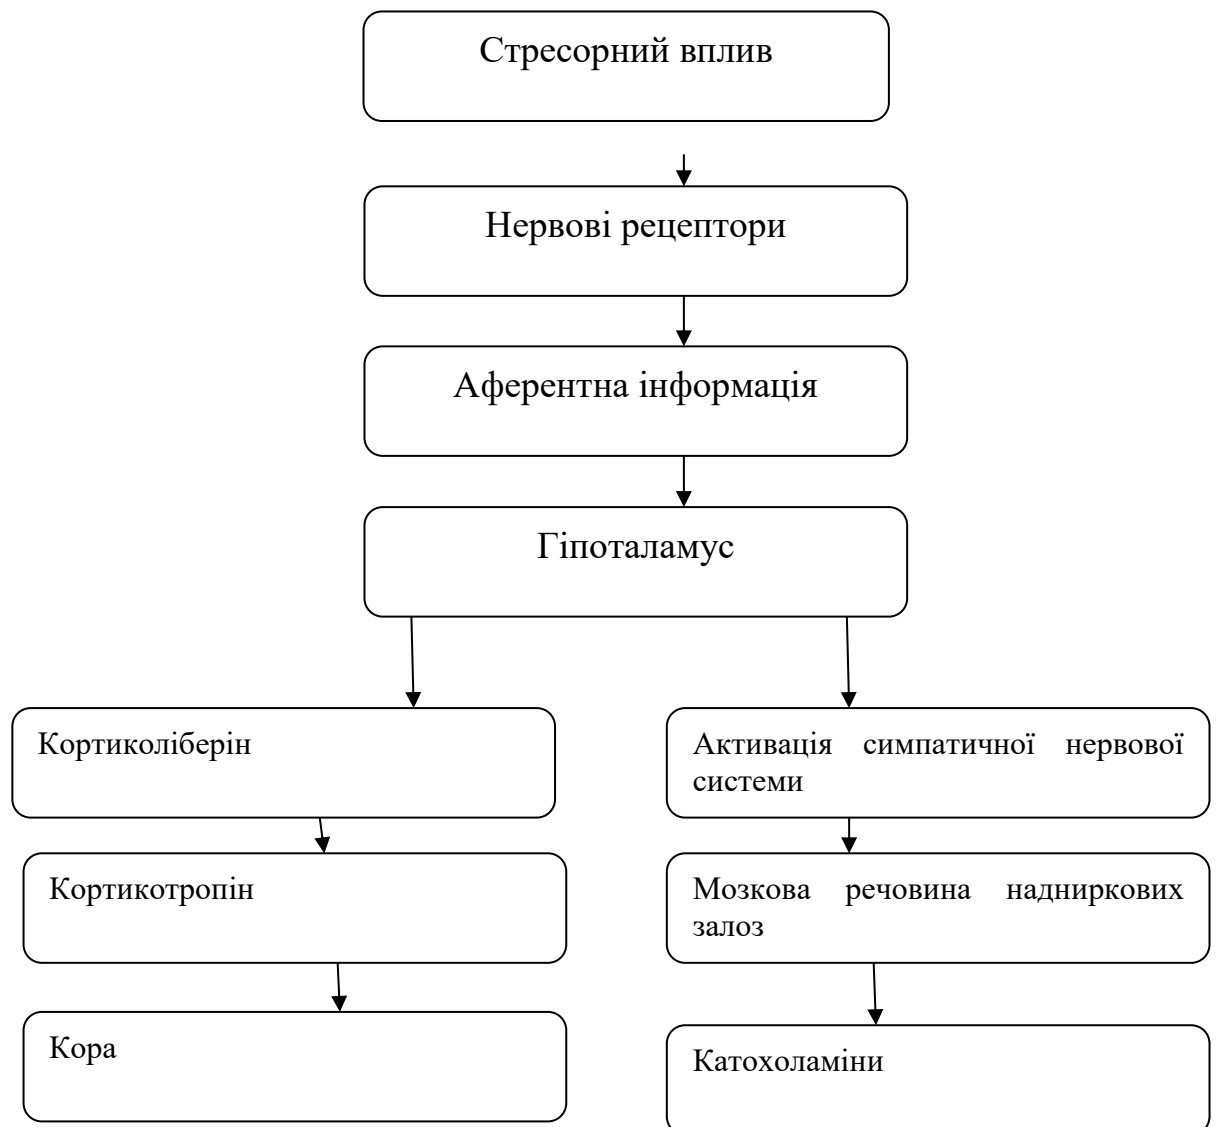 Стресорний вплив
Нервові рецептори
Аферентна інформація
Гіпоталамус
Кортиколіберін
Активація симпатичної нервової
системи
Кортикотропін
Мозкова речовина надниркових
залоз
Кора
Катохоламіни